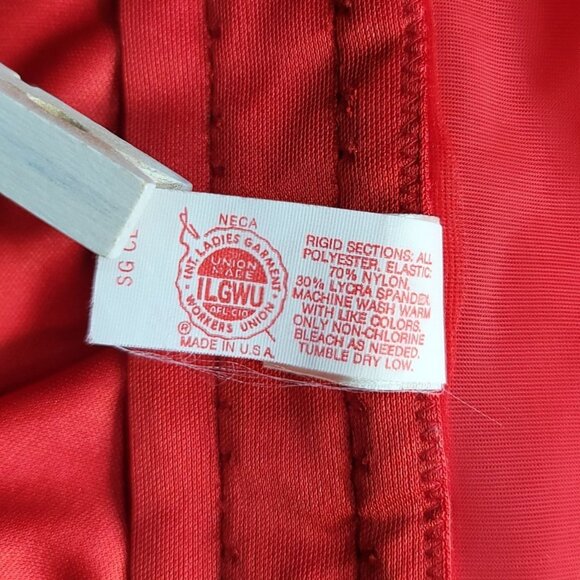 NECA
INT. LADIES GARMENT
WORKERS UNION
UNION
MADE
ILGWU
AFL-CIO
®
MADE IN U.S.A.
RIGID SECTIONS: ALL
POLYESTER, ELASTIC:
70% NYLON,
30% LYCRA SPANDEX.
MACHINE WASH WARM
WITH LIKE COLORS.
ONLY NON-CHLORINE
BLEACH AS NEEDED.
TUMBLE DRY LOW.
SG